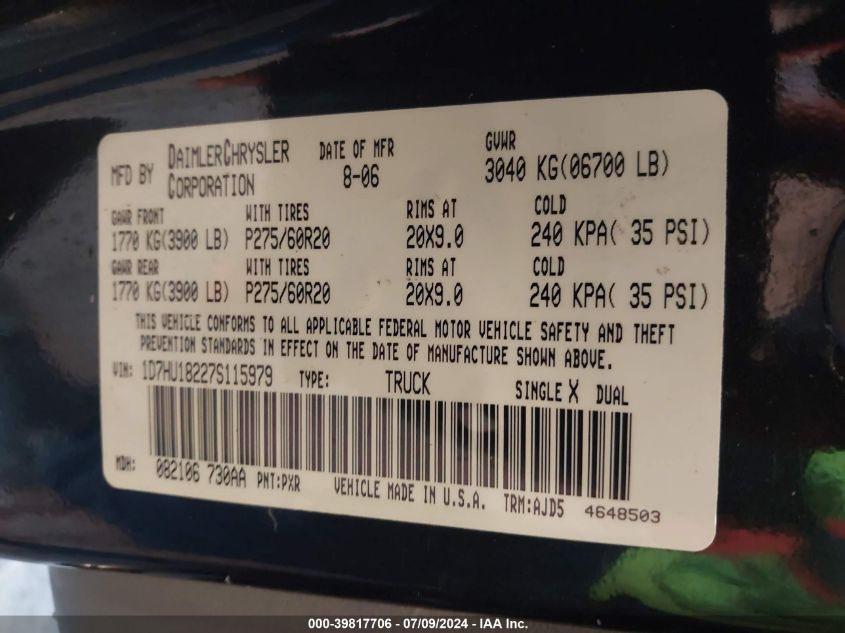 MFD BY DAIMLERCHRYSLER CORPORATION DATE OF MFR 8-06 GVWR 3040 KG(06700 LB)
GAWR FRONT WITH TIRES RIMS AT COLD
1770 KG(3900 LB) P275/60R20 20X9.0 240 KPA( 35 PSI)
GAWR REAR WITH TIRES RIMS AT COLD
1770 KG(3900 LB) P275/60R20 20X9.0 240 KPA( 35 PSI)
THIS VEHICLE CONFORMS TO ALL APPLICABLE FEDERAL MOTOR VEHICLE SAFETY AND THEFT
PREVENTION STANDARDS IN EFFECT ON THE DATE OF MANUFACTURE SHOWN ABOVE.
VIN: 1D7HU18227S115979 TYPE: TRUCK SINGLE X DUAL
MDH: 082106 730AA PNT:PXR VEHICLE MADE IN U.S.A. TRM:AJD5 4648503
000-39817706 - 07/09/2024 - IAA Inc.